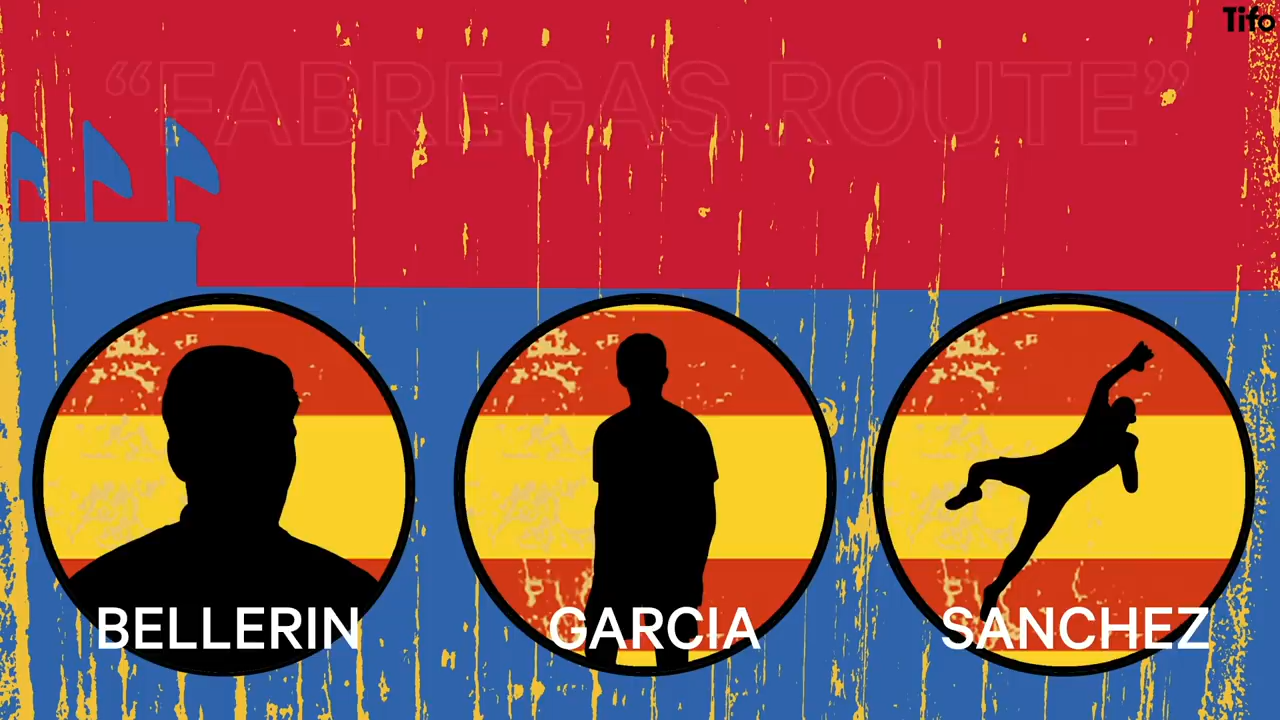 Tifo
“FABREGAS ROUTE”
BELLERIN
GARCIA
SANCHEZ